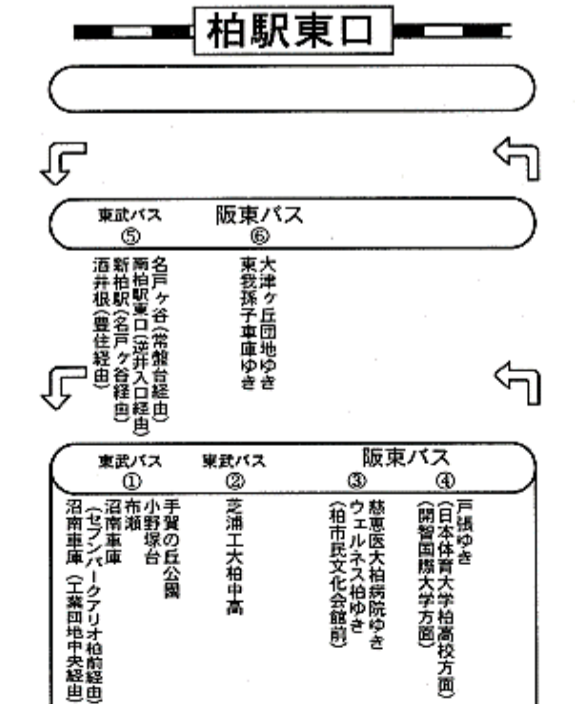 柏駅東口
東武バス
⑤
名戸ヶ谷(常盤台経由)
南柏駅東口(逆井入口経由)
新柏駅(名戸ヶ谷経由)
酒井根(豊住経由)
阪東バス
⑥
大津ヶ丘団地ゆき
東我孫子車庫ゆき
東武バス
①
手賀の丘公園
小野塚台
布瀬
沼南車庫
(セブンパークアリオ柏前経由)
沼南車庫(工業団地中央経由)
東武バス
②
芝浦工大柏中高
阪東バス
③
慈恵医大柏病院ゆき
ウェルネス柏ゆき
(柏市民文化会館前)
④
戸張ゆき
(日本体育大学柏高校方面)
(開智国際大学方面)